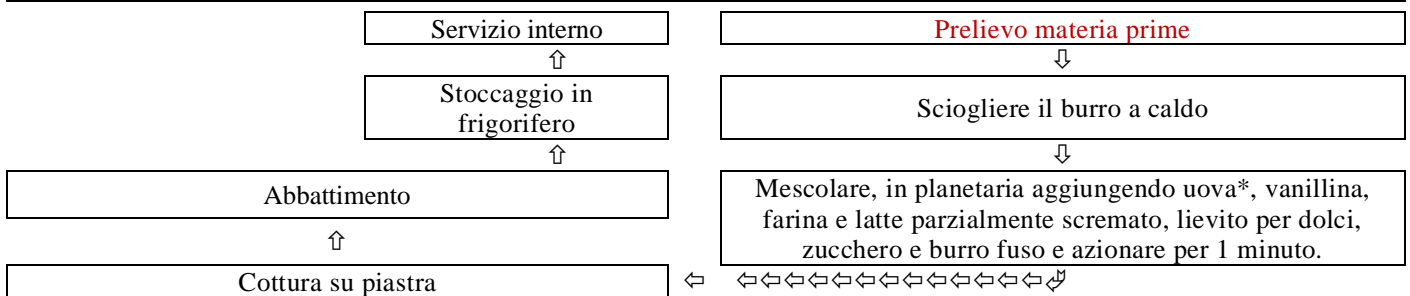 Servizio interno
Prelievo materia prime
⇧
⇩
Stoccaggio in
frigorifero
Sciogliere il burro a caldo
⇧
⇩
Abbattimento
Mescolare, in planetaria aggiungendo uova*, vanillina,
farina e latte parzialmente scremato, lievito per dolci,
zucchero e burro fuso e azionare per 1 minuto.
⇧
Cottura su piastra